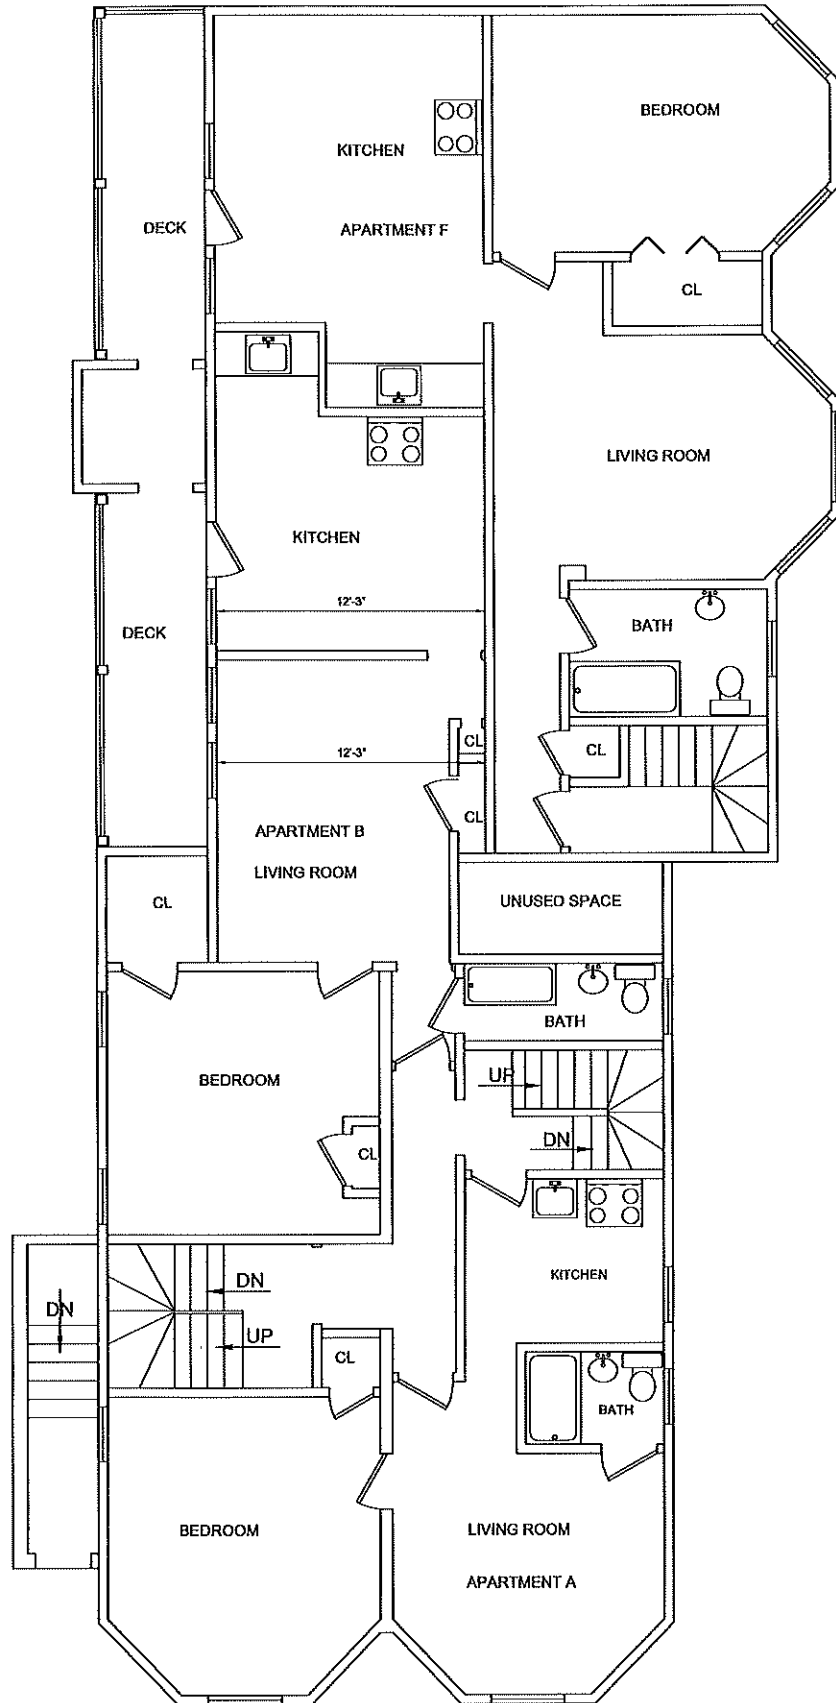 BEDROOM
KITCHEN
DECK
APARTMENT F
CL
LIVING ROOM
KITCHEN
12'-3"
DECK
BATH
CL
12'-3"
CL
CL
APARTMENT B
LIVING ROOM
CL
UNUSED SPACE
BATH
BEDROOM
UP
DN
CL
KITCHEN
DN
DN
UP
CL
BATH
BEDROOM
LIVING ROOM
APARTMENT A